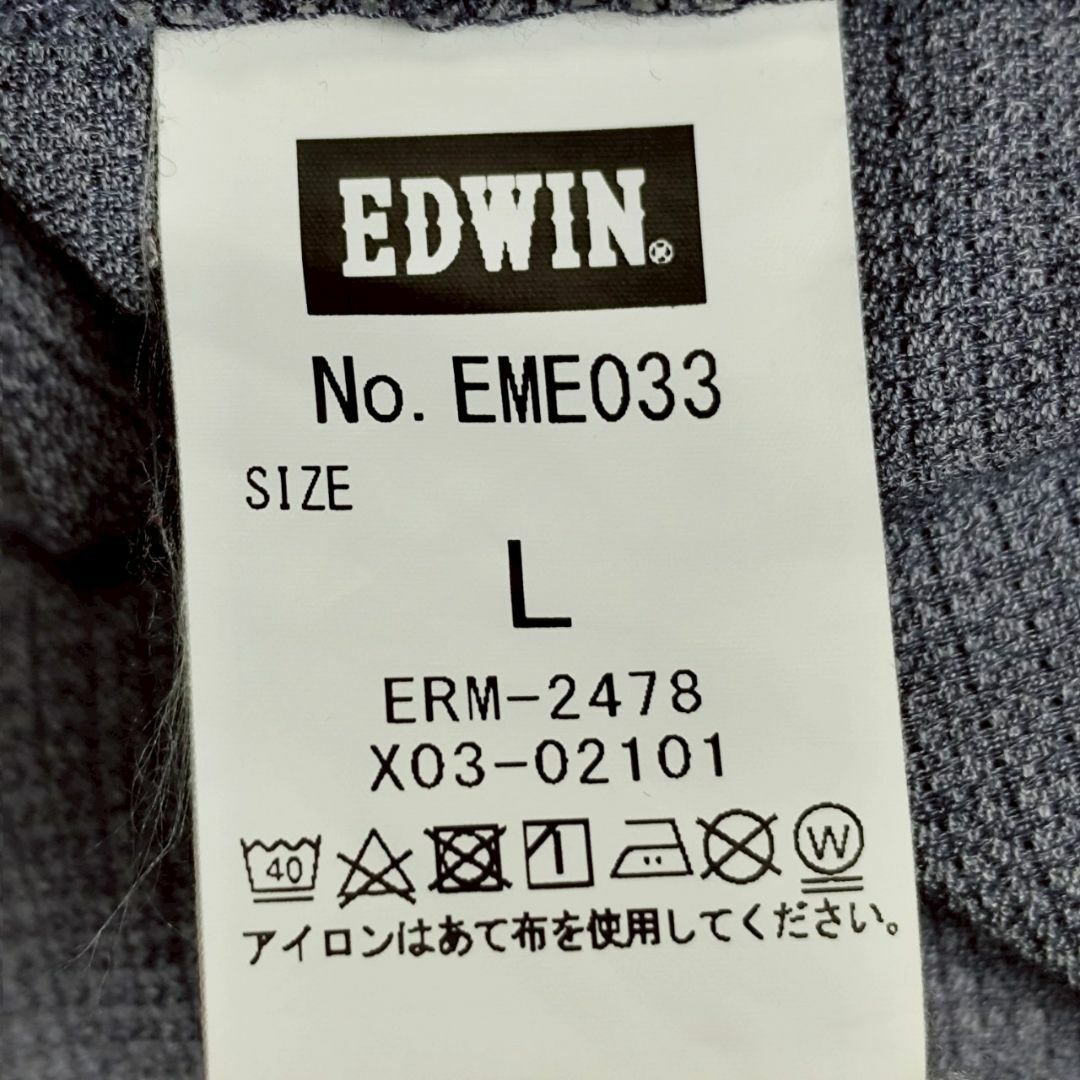 EDWIN®
No. EME033
SIZE
L
ERM-2478
X03-02101
40 W
アイロンはあて布を使用してください。